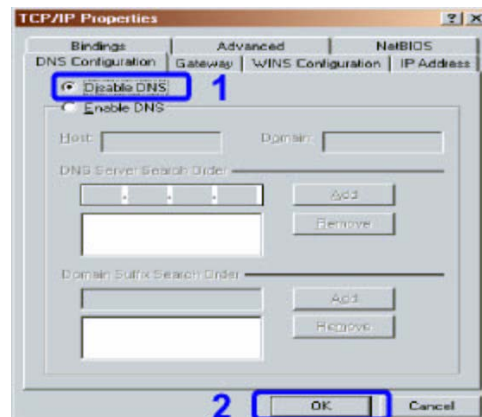 TCP/IP Properties ? X
Bindings Advanced NetBIOS
DNS Configuration Gateway WINS Configuration IP Address
Disable DNS 1
Enable DNS
Host: Domain:
DNS Server Search Order
. . . Add
Remove
Domain Suffix Search Order
Add
Remove
2 OK Cancel